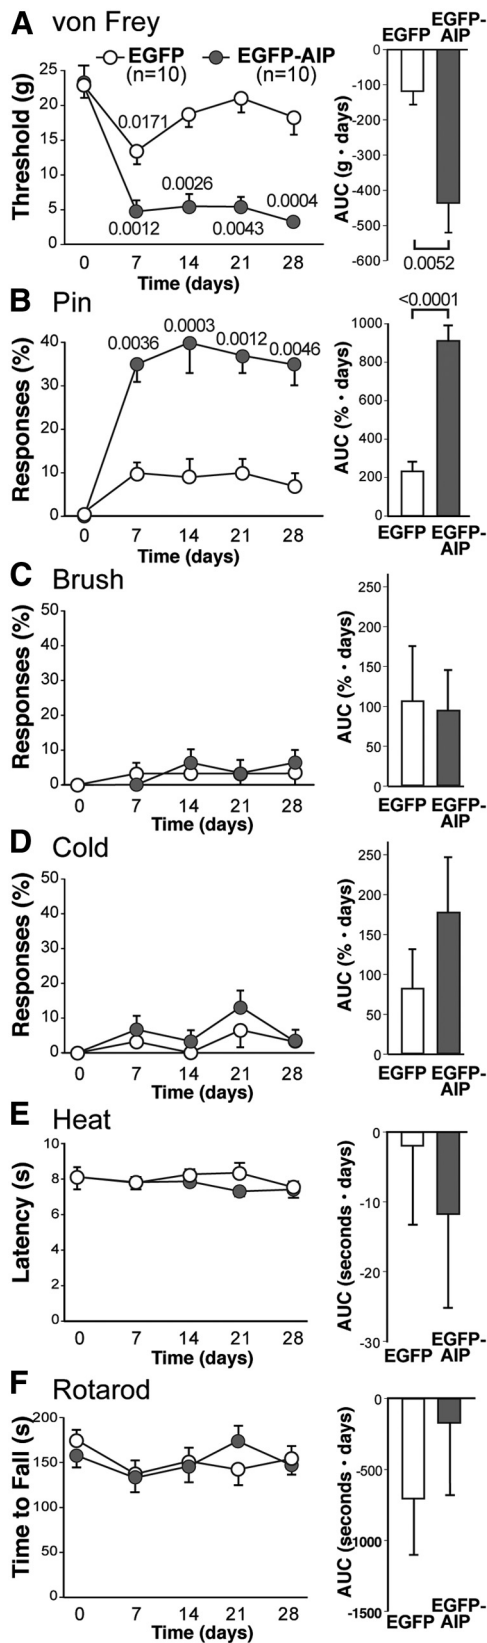 A von Frey
EGFP (n=10) EGFP-AIP (n=10)
Threshold (g)
25
20
15
10
5
0
0.0171
0.0026
0.0004
0.0012
0.0043
0 7 14 21 28
Time (days)
EGFP EGFP-AIP
AUC (g • days)
0
-100
-200
-300
-400
-500
-600
0.0052
B Pin
Responses (%)
40
30
20
10
0
0.0036
0.0003
0.0012
0.0046
0 7 14 21 28
Time (days)
<0.0001
AUC (% • days)
1000
800
600
400
200
0
EGFP EGFP-AIP
C Brush
Responses (%)
50
40
30
20
10
0
0 7 14 21 28
Time (days)
AUC (% • days)
250
200
150
100
50
0
EGFP EGFP-AIP
D Cold
Responses (%)
50
40
30
20
10
0
0 7 14 21 28
Time (days)
AUC (% • days)
250
200
150
100
50
0
EGFP EGFP-AIP
E Heat
Latency (s)
10
8
6
4
2
0
0 7 14 21 28
Time (days)
AUC (seconds • days)
0
-10
-20
-30
EGFP EGFP-AIP
F Rotarod
Time to Fall (s)
200
150
100
50
0
0 7 14 21 28
Time (days)
AUC (seconds • days)
0
-500
-1000
-1500
EGFP EGFP-AIP